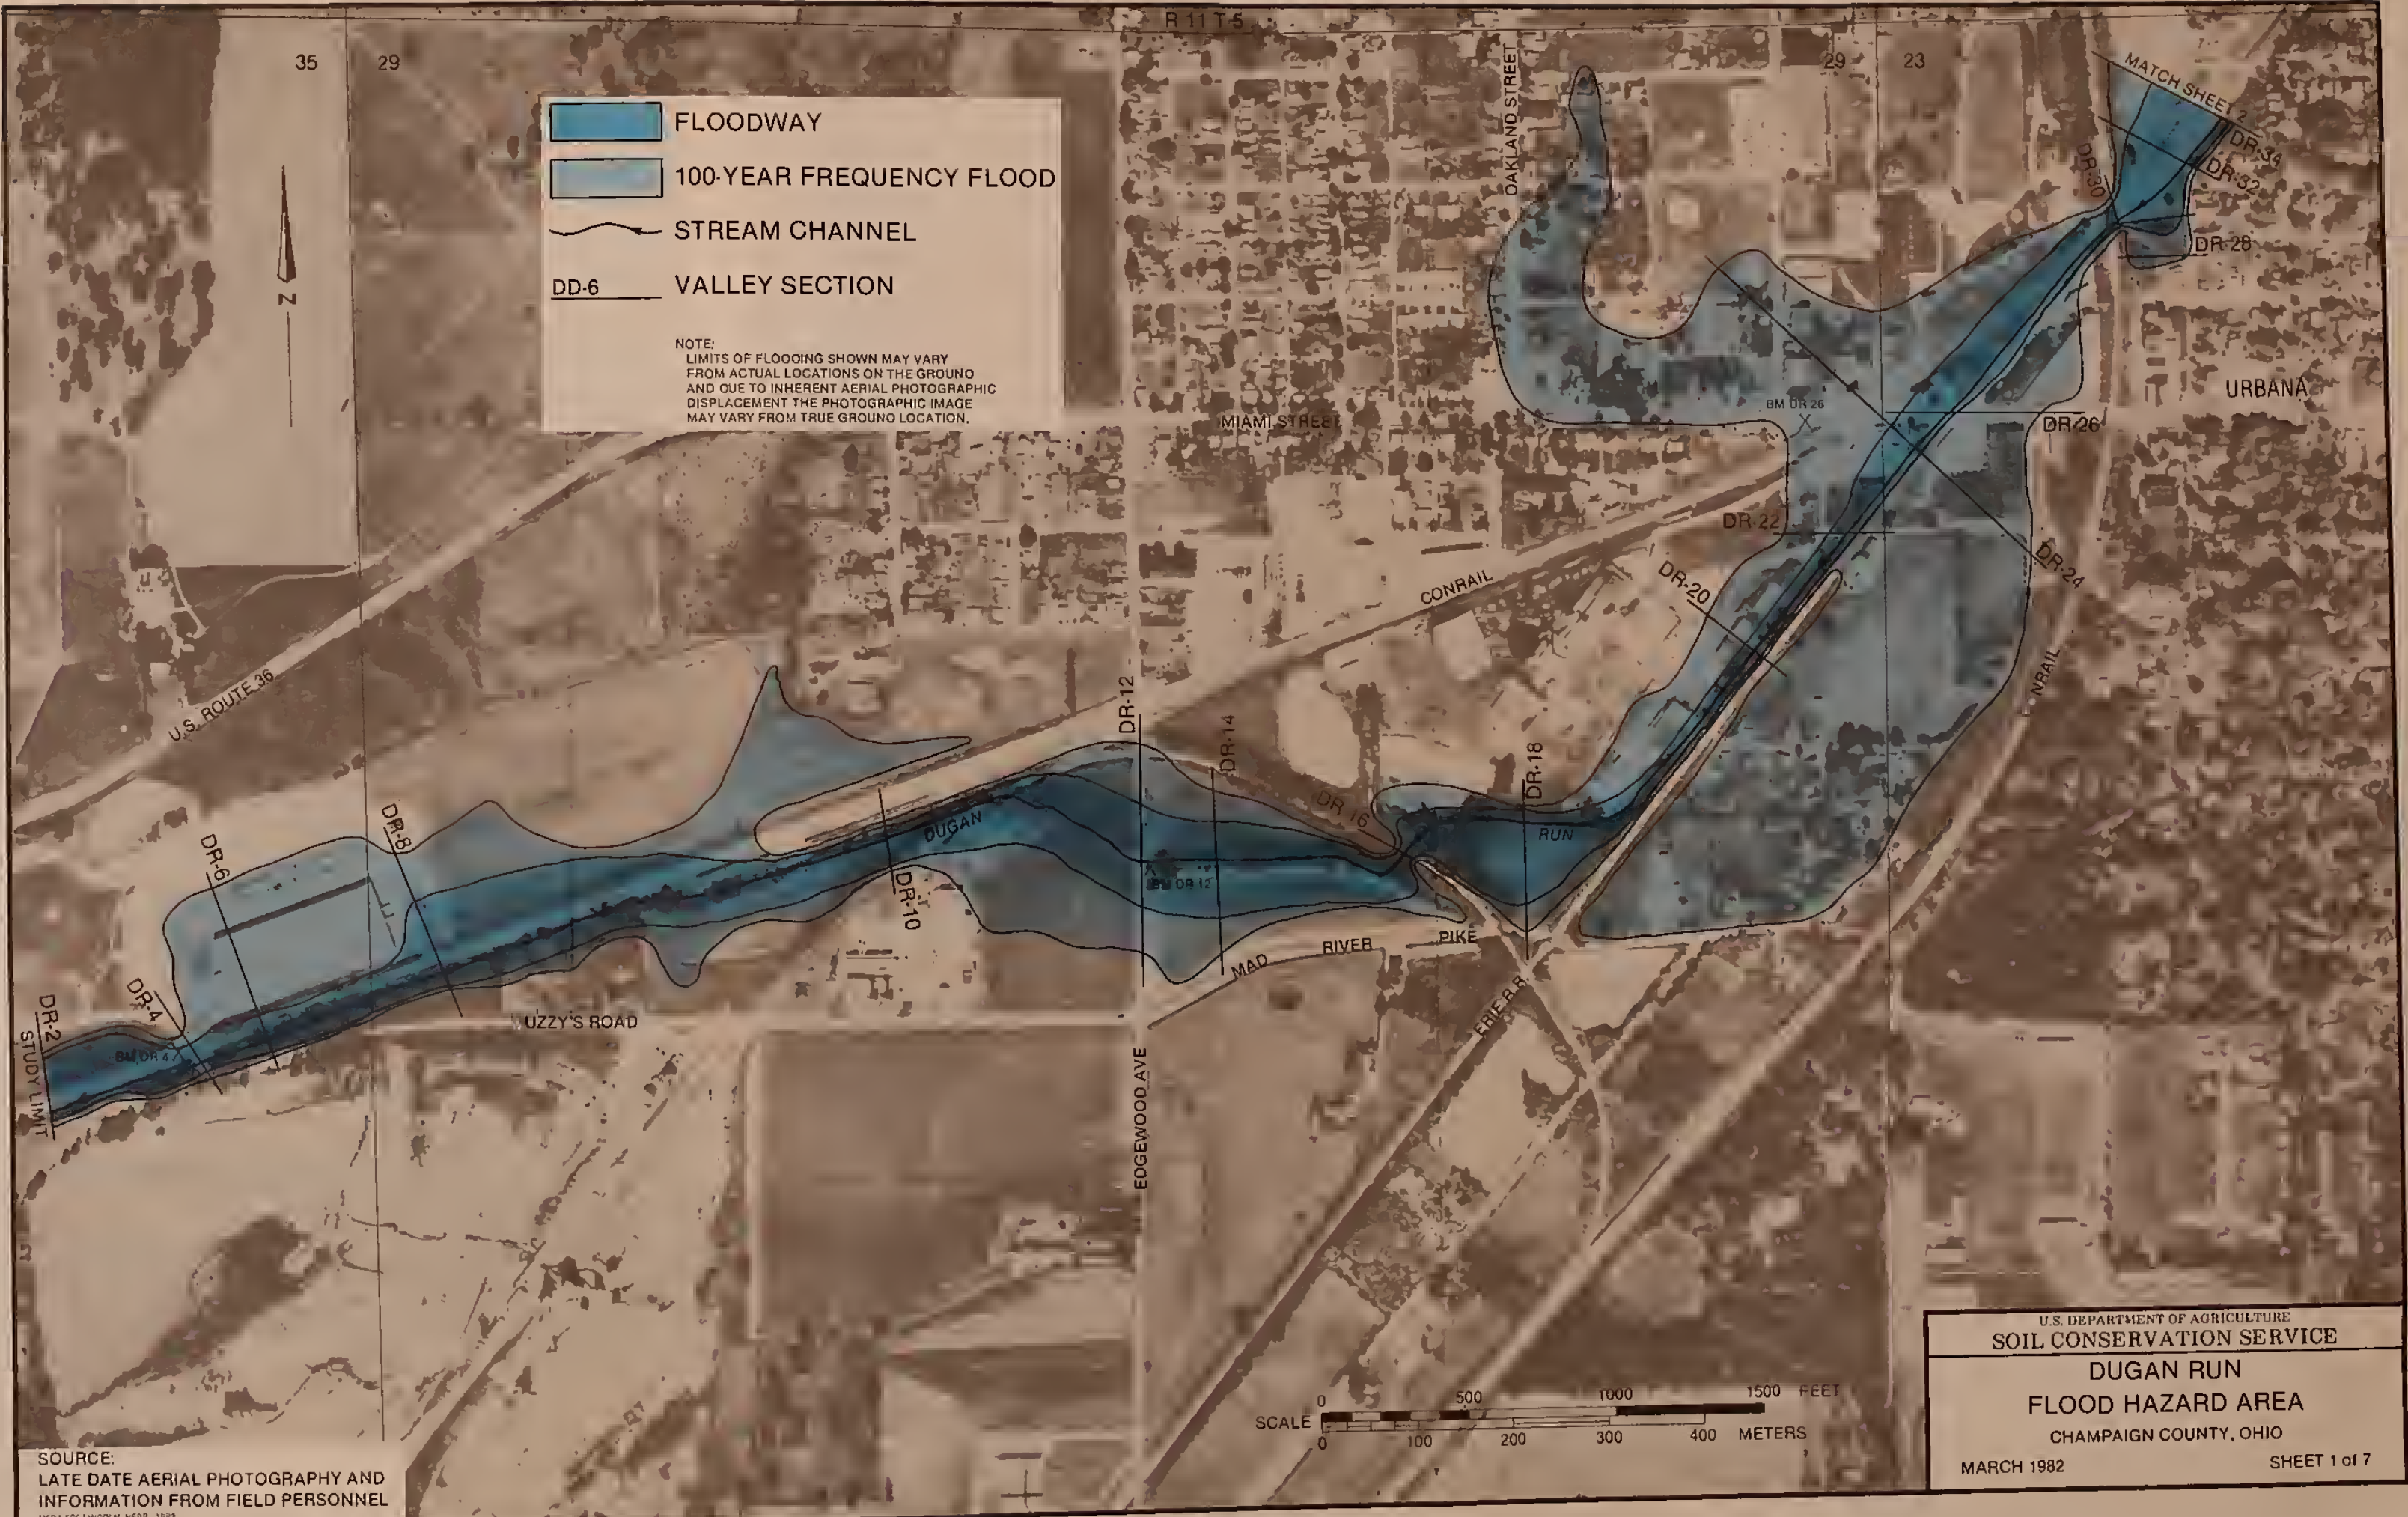 R 11 T-5
35
29
29
23
FLOODWAY
100-YEAR FREQUENCY FLOOD
STREAM CHANNEL
DD-6
VALLEY SECTION
NOTE:
LIMITS OF FLOODING SHOWN MAY VARY
FROM ACTUAL LOCATIONS ON THE GROUND
AND DUE TO INHERENT AERIAL PHOTOGRAPHIC
DISPLACEMENT THE PHOTOGRAPHIC IMAGE
MAY VARY FROM TRUE GROUND LOCATION.
N
OAKLAND STREET
MATCH SHEET 2
DR-34
DR-32
DR-30
DR-28
URBANA
BM DR 26
DR-26
MIAMI STREET
DR-22
DR-24
DR-20
CONRAIL
NRAIL
U.S. ROUTE 36
DR-12
DR-14
DR-18
DR 16
DUGAN
RUN
DR-8
DR-6
DR-10
BM DR 12
DR-4
DR-2
BM DR 4
STUDY LIMIT
UZZY'S ROAD
MAD
RIVER
PIKE
ERIE R.R.
EDGEWOOD AVE
SCALE
0
500
1000
1500 FEET
0
100
200
300
400 METERS
SOURCE:
LATE DATE AERIAL PHOTOGRAPHY AND
INFORMATION FROM FIELD PERSONNEL
U.S. DEPARTMENT OF AGRICULTURE
SOIL CONSERVATION SERVICE
DUGAN RUN
FLOOD HAZARD AREA
CHAMPAIGN COUNTY, OHIO
MARCH 1982
SHEET 1 of 7